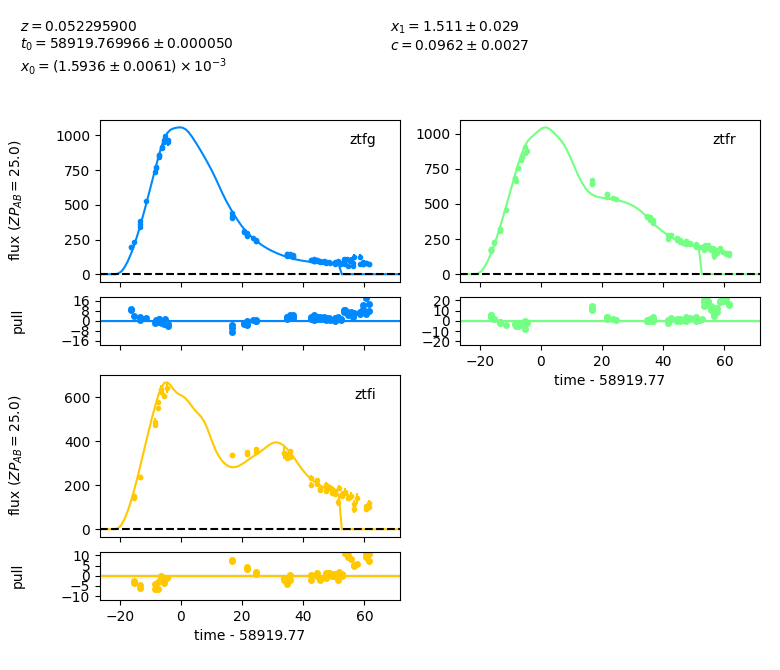 z = 0.052295900
t₀ = 58919.769966 ± 0.000050
x₀ = (1.5936 ± 0.0061) × 10⁻³
x₁ = 1.511 ± 0.029
c = 0.0962 ± 0.0027
flux (ZP_AB = 25.0)
1000
750
500
250
0
ztfg
1000
750
500
250
0
ztfr
pull
16
8
0
−8
−16
20
10
0
−10
−20
−20 0 20 40 60
time - 58919.77
flux (ZP_AB = 25.0)
600
400
200
0
ztfi
pull
10
5
0
−5
−10
−20 0 20 40 60
time - 58919.77